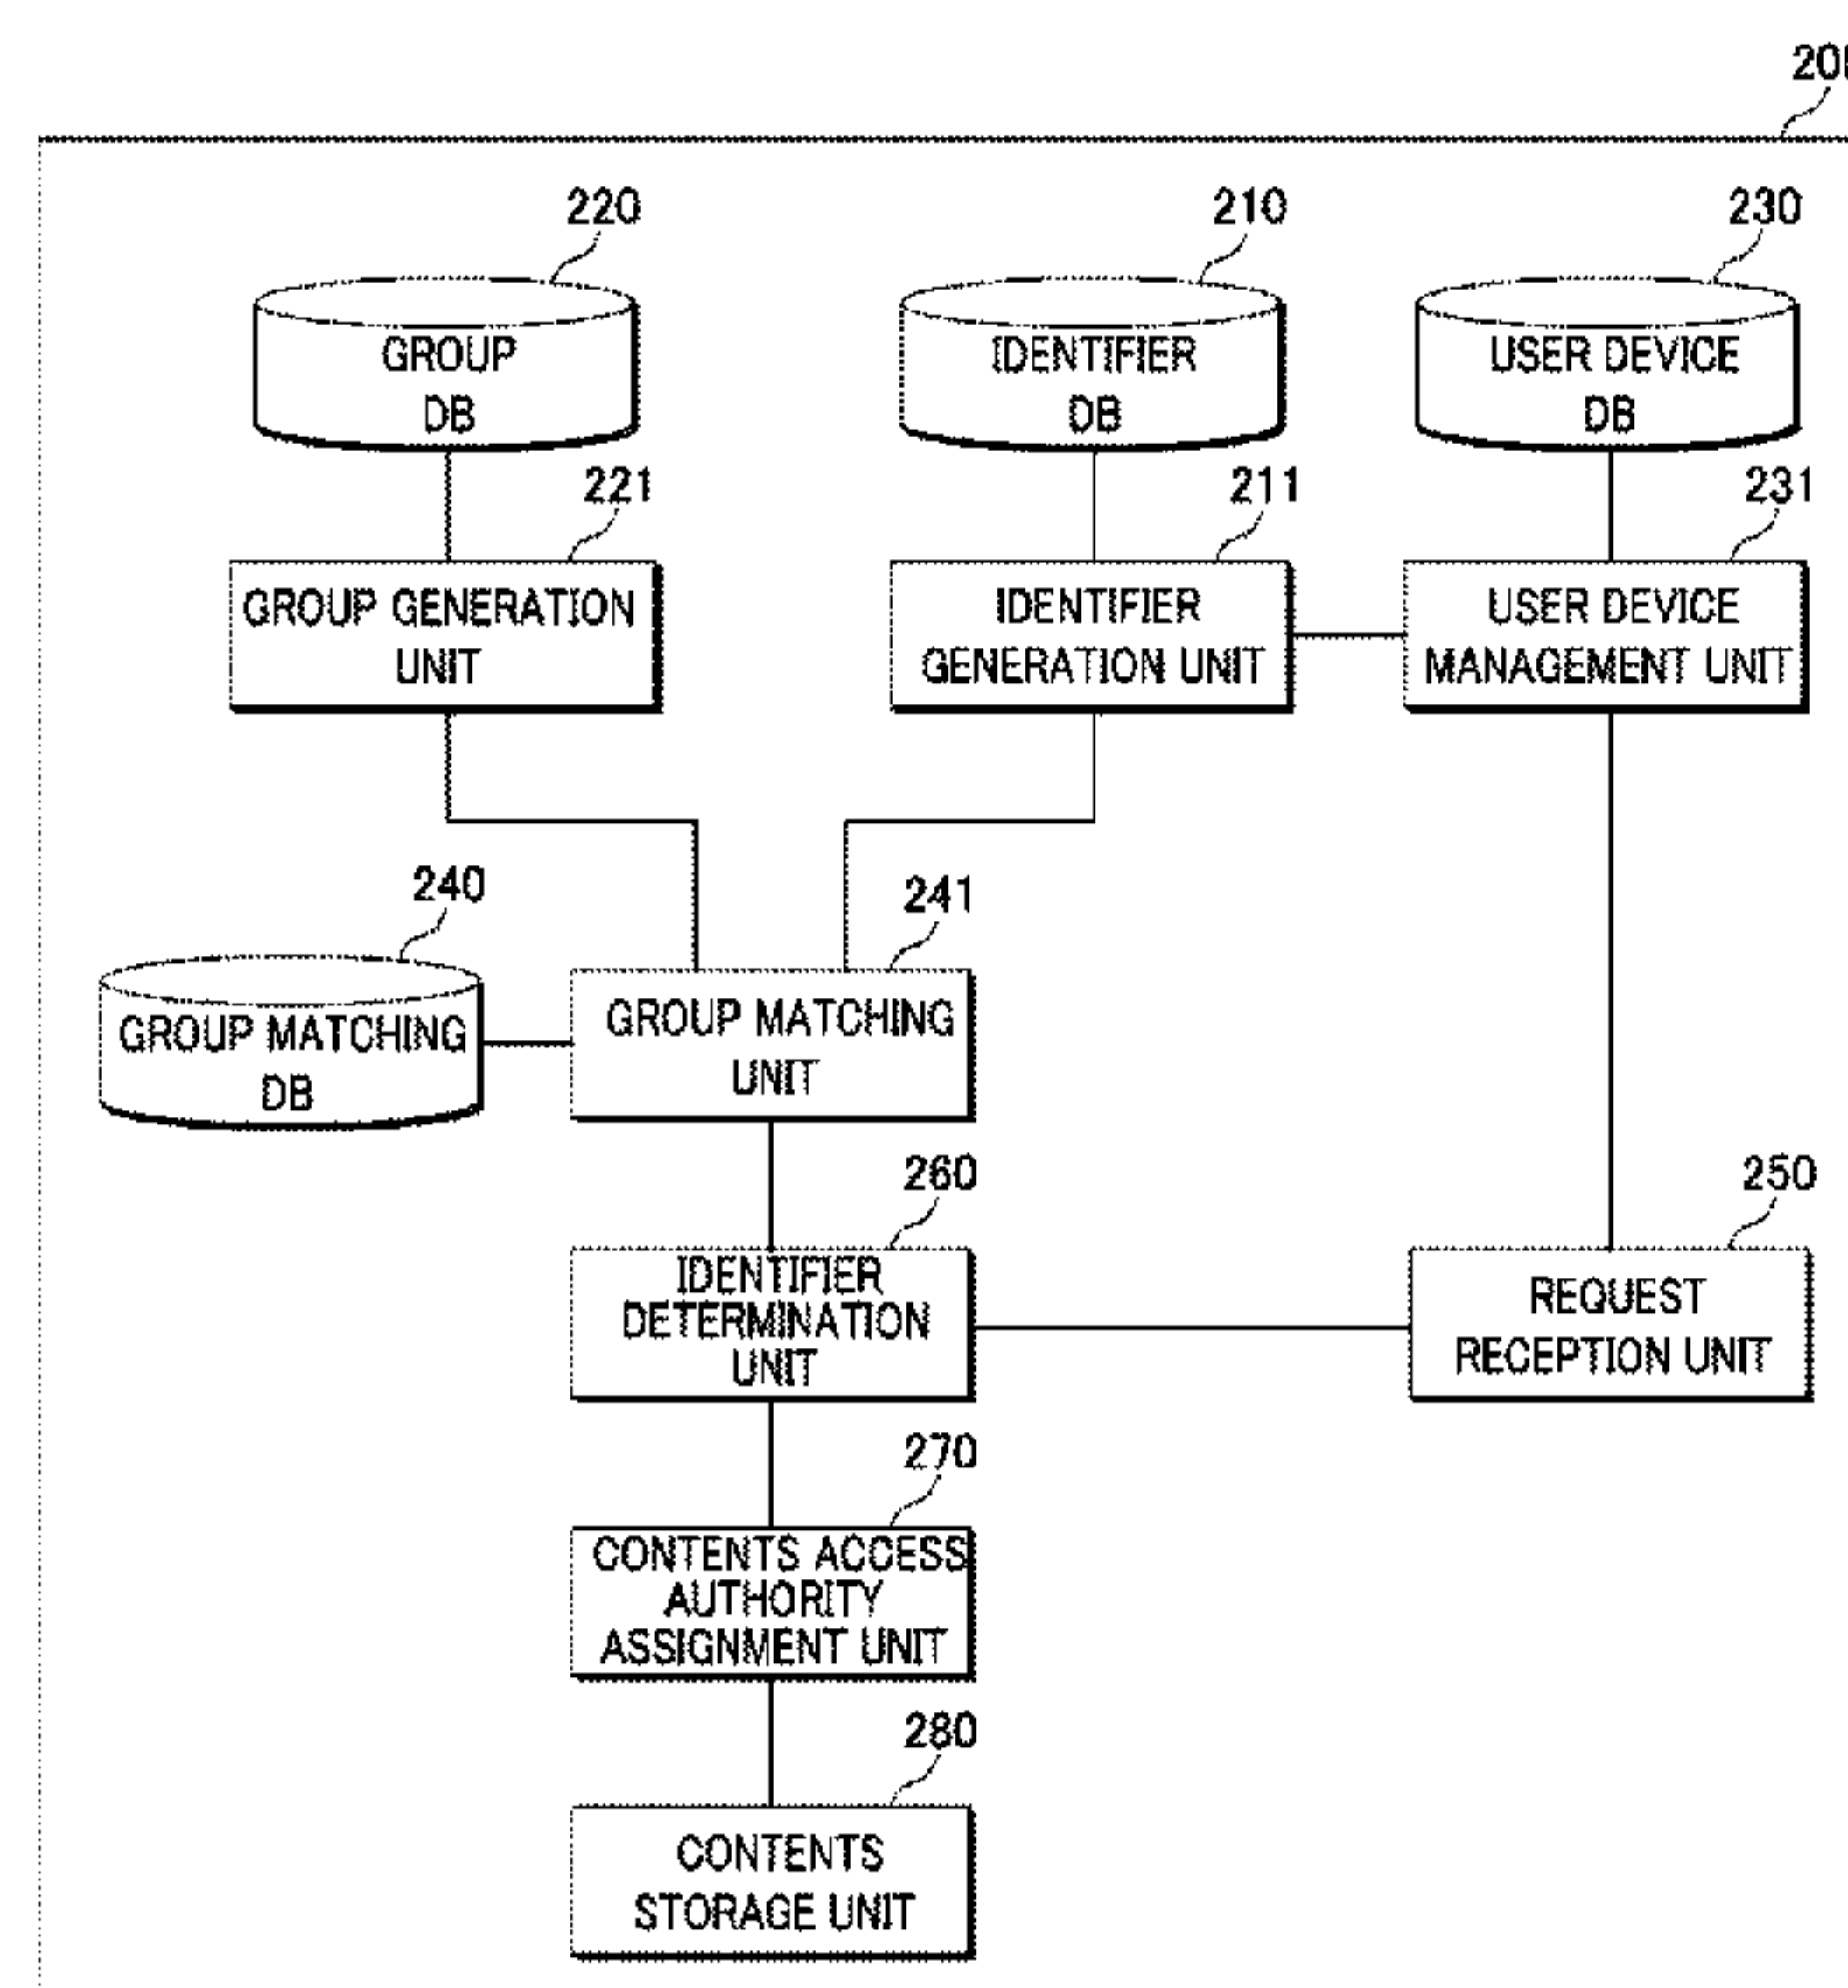 220
210
230
GROUP
DB
IDENTIFIER
DB
USER DEVICE
DB
221
211
231
GROUP GENERATION
UNIT
IDENTIFIER
GENERATION UNIT
USER DEVICE
MANAGEMENT UNIT
240
241
GROUP MATCHING
DB
GROUP MATCHING
UNIT
260
250
IDENTIFIER
DETERMINATION
UNIT
REQUEST
RECEPTION UNIT
270
CONTENTS ACCESS
AUTHORITY
ASSIGNMENT UNIT
280
CONTENTS
STORAGE UNIT